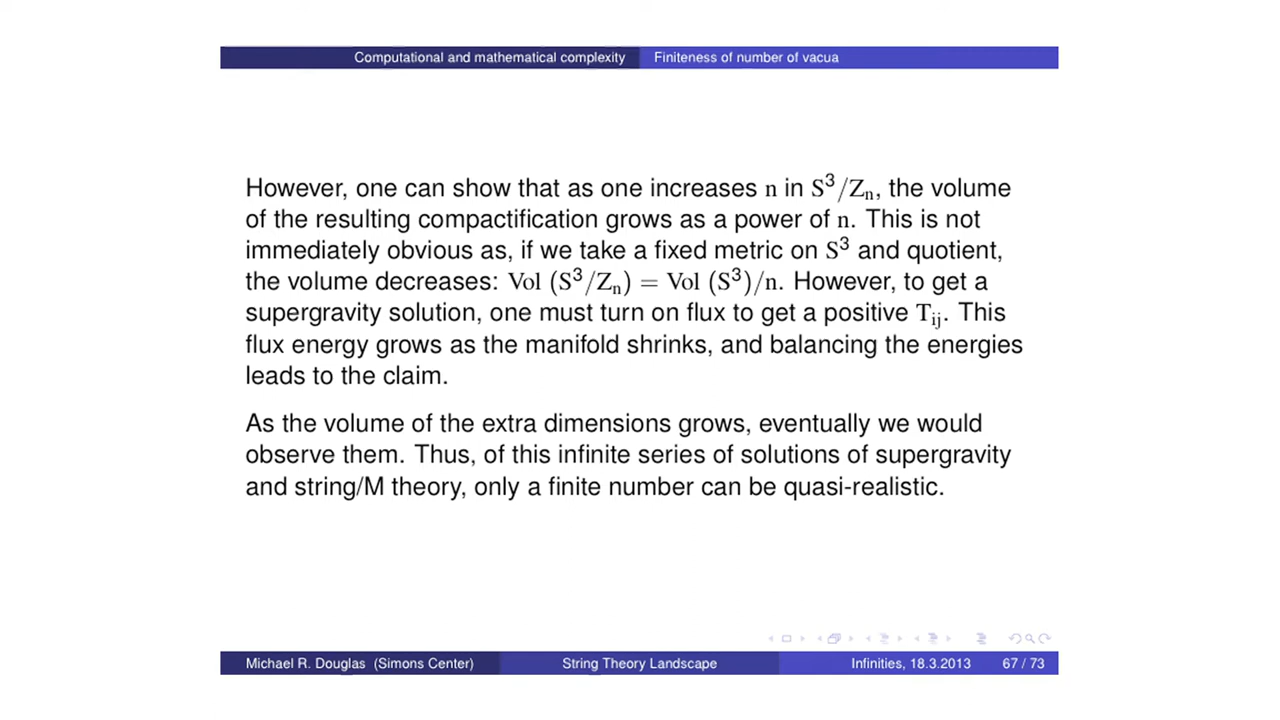 Computational and mathematical complexity Finiteness of number of vacua
However, one can show that as one increases n in S³/Zₙ, the volume
of the resulting compactification grows as a power of n. This is not
immediately obvious as, if we take a fixed metric on S³ and quotient,
the volume decreases: Vol (S³/Zₙ) = Vol (S³)/n. However, to get a
supergravity solution, one must turn on flux to get a positive Tᵢⱼ. This
flux energy grows as the manifold shrinks, and balancing the energies
leads to the claim.
As the volume of the extra dimensions grows, eventually we would
observe them. Thus, of this infinite series of solutions of supergravity
and string/M theory, only a finite number can be quasi-realistic.
Michael R. Douglas (Simons Center) String Theory Landscape Infinities, 18.3.2013 67 / 73